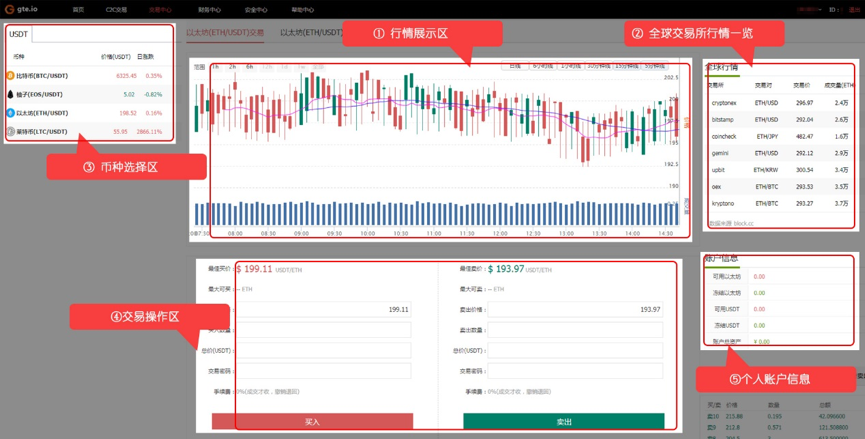 gte.io 首页 C2C交易 交易中心 财务中心 安全中心 帮助中心 ID:
USDT
以太坊(ETH/USDT)交易 以太坊(ETH/USDT)
① 行情展示区
② 全球交易所行情一览
币种 价格(USDT) 日涨跌
比特币(BTC/USDT) 6325.45 0.35%
柚子(EOS/USDT) 5.02 -0.82%
以太坊(ETH/USDT) 198.52 0.16%
莱特币(LTC/USDT) 55.95 2866.11%
③ 币种选择区
范围 1h 2h 6h
日线 6小时线 1小时线 30分钟线 15分钟线 5分钟线
202.5
192.5
190
07:30 08:00 08:30 09:00 09:30 10:00 10:30 11:00 11:30 12:00 12:30 13:00 13:30 14:00 14:30
全球行情
交易所 交易对 交易价 成交量(ETH
cryptonex ETH/USD 296.97 2.4万
bitstamp ETH/USD 292.04 2.6万
coincheck ETH/JPY 482.47 1.6万
gemini ETH/USD 292.12 2.9万
upbit ETH/KRW 300.54 3.4万
oex ETH/BTC 293.53 3.5万
kryptono ETH/BTC 293.27 3.7万
数据来源 block.cc
最佳买价: $ 199.11 USDT/ETH
最大可买: -- ETH
199.11
买入数量:
总价(USDT):
交易密码:
手续费: 0%(成交才收，撤销退回)
买入
最佳卖价: $ 193.97 USDT/ETH
最大可卖: -- ETH
卖出价格: 193.97
卖出数量:
总价(USDT):
交易密码:
手续费: 0%(成交才收，撤销退回)
卖出
④交易操作区
账户信息
可用以太坊 0.00
冻结以太坊 0.00
可用USDT 0.00
冻结USDT 0.00
账户总资产 ¥ 0.00
⑤个人账户信息
买/卖 价格 数量 总额
卖10 215.88 0.195 42.096600
卖9 213.8 0.571